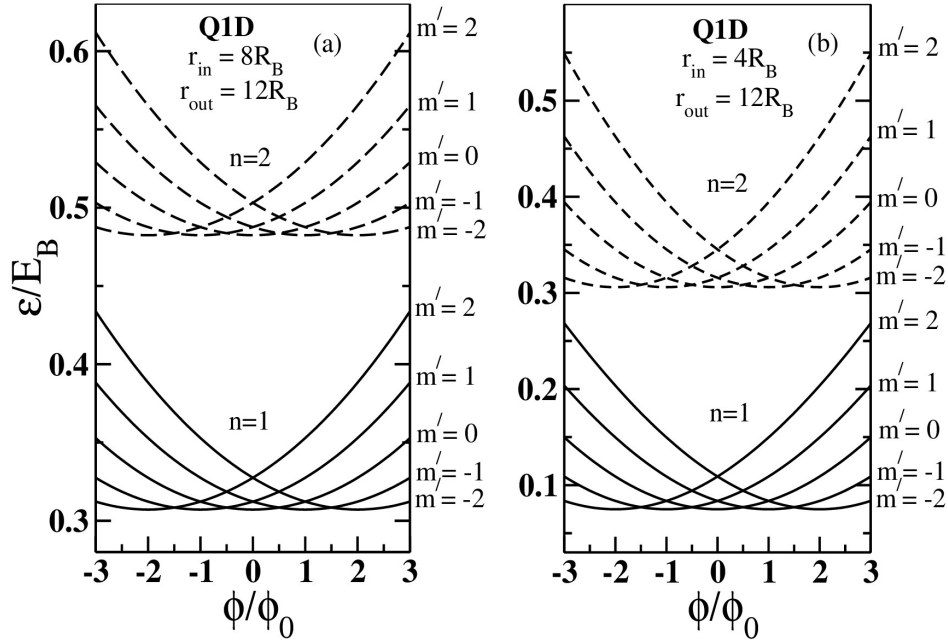 Q1D (a)
r_in = 8R_B
r_out = 12R_B
n=2
n=1
ε/E_B
0.6
0.5
0.4
0.3
-3 -2 -1 0 1 2 3
ϕ/ϕ_0
m′= 2
m′= 1
m′= 0
m′= -1
m′= -2
m′= 2
m′= 1
m′= 0
m′= -1
m′= -2
Q1D (b)
r_in = 4R_B
r_out = 12R_B
n=2
n=1
0.5
0.4
0.3
0.2
0.1
-3 -2 -1 0 1 2 3
ϕ/ϕ_0
m′= 2
m′= 1
m′= 0
m′= -1
m′= -2
m′= 2
m′= 1
m′= 0
m′= -1
m′= -2